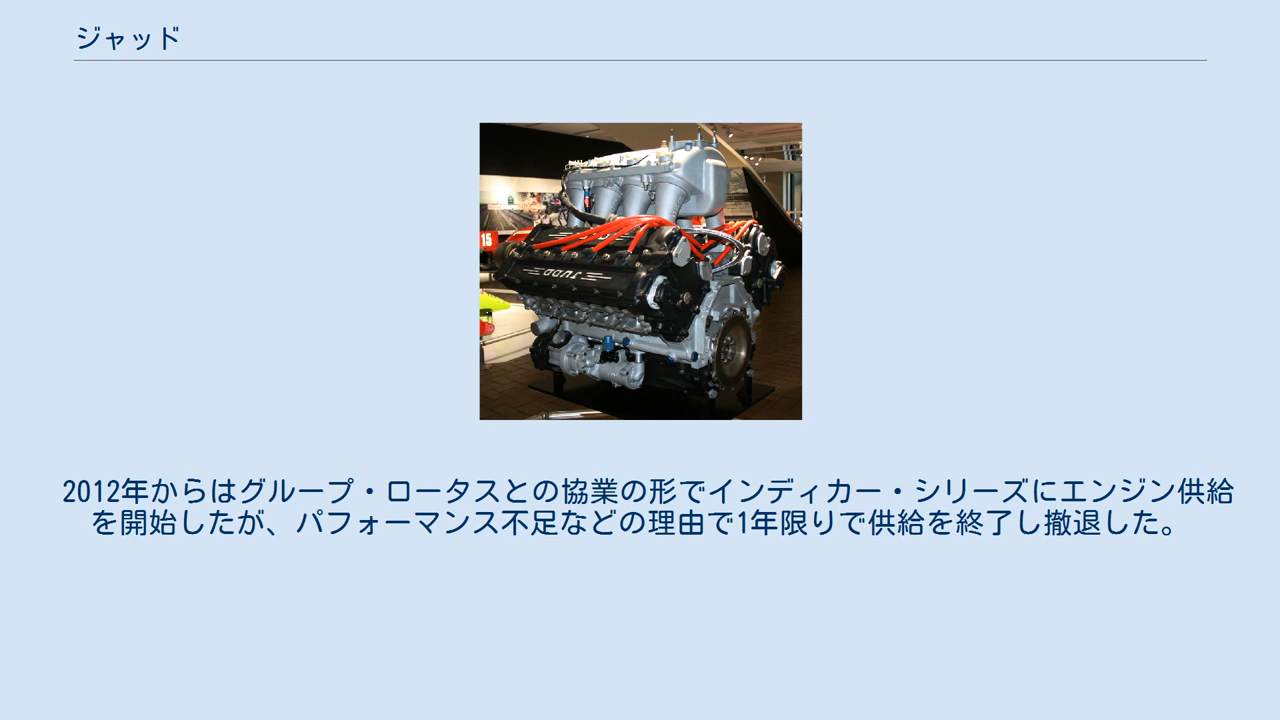 ジャッド
15
JUDD
2012年からはグループ・ロータスとの協業の形でインディカー・シリーズにエンジン供給
を開始したが、パフォーマンス不足などの理由で1年限りで供給を終了し撤退した。